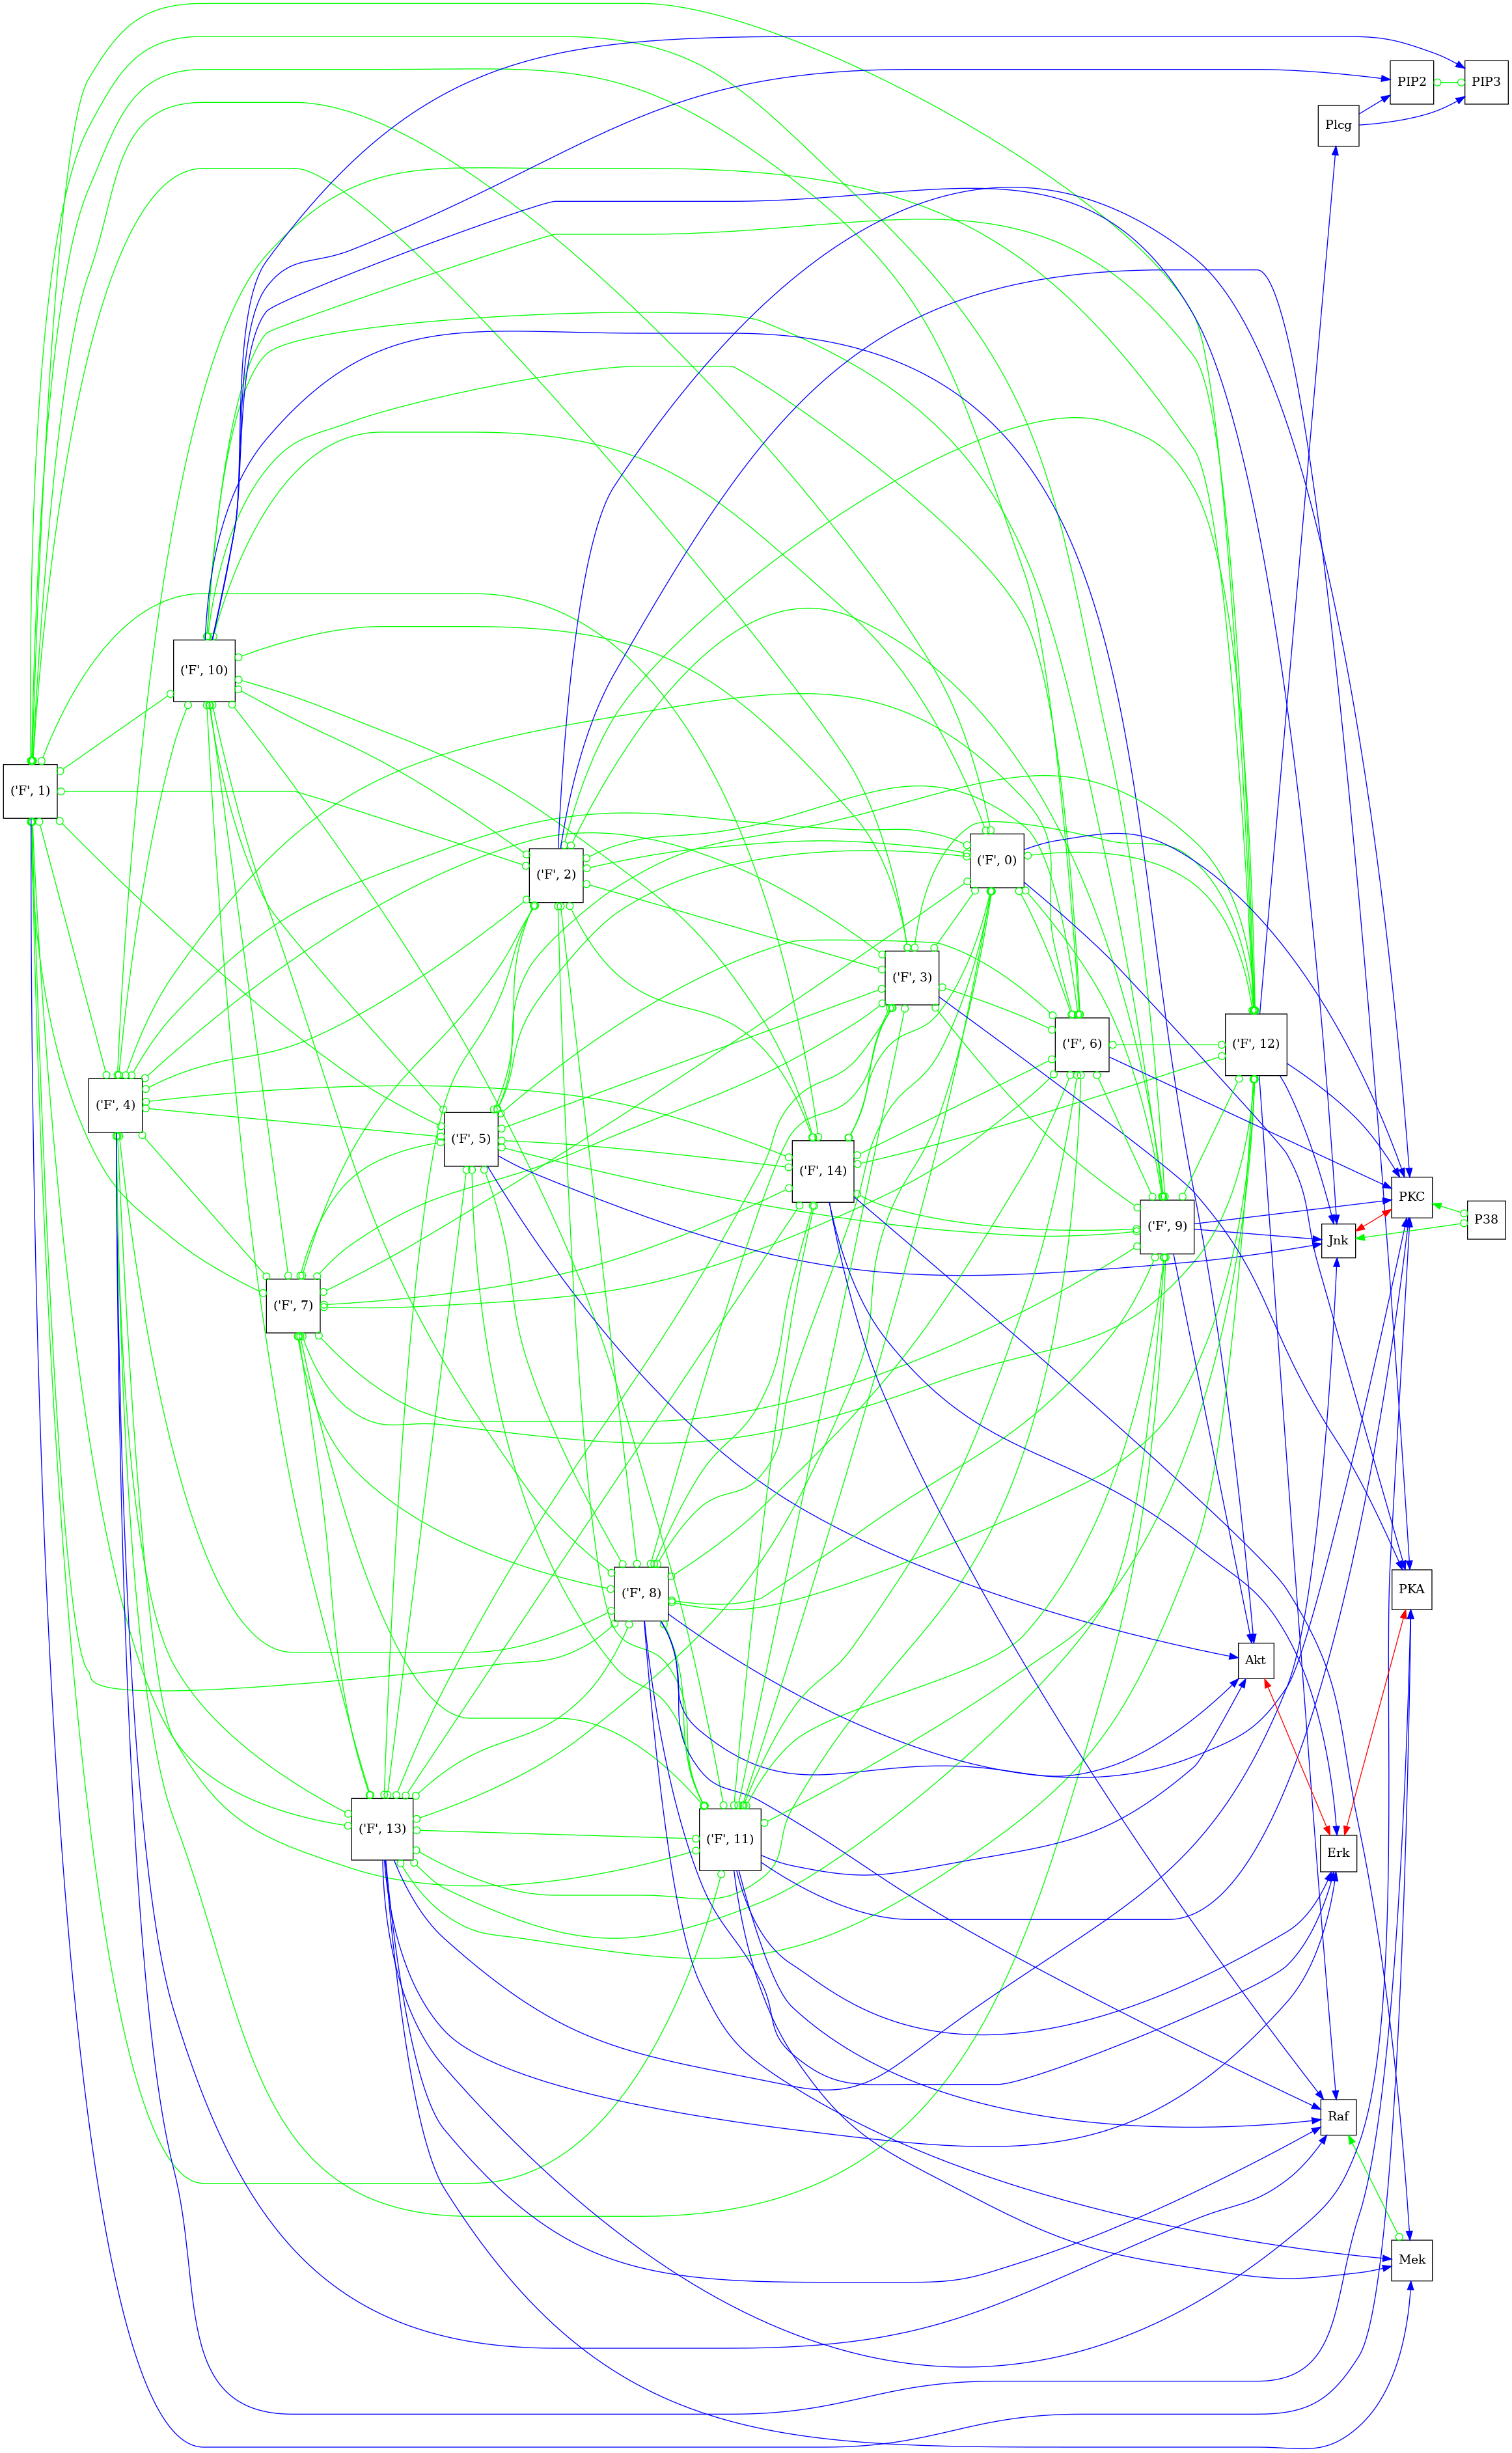 PIP2
PIP3
Plcg
('F', 10)
('F', 1)
('F', 2)
('F', 0)
('F', 3)
('F', 6)
('F', 12)
('F', 4)
('F', 5)
('F', 14)
PKC
P38
('F', 9)
Jnk
('F', 7)
('F', 8)
PKA
Akt
('F', 13)
('F', 11)
Erk
Raf
Mek